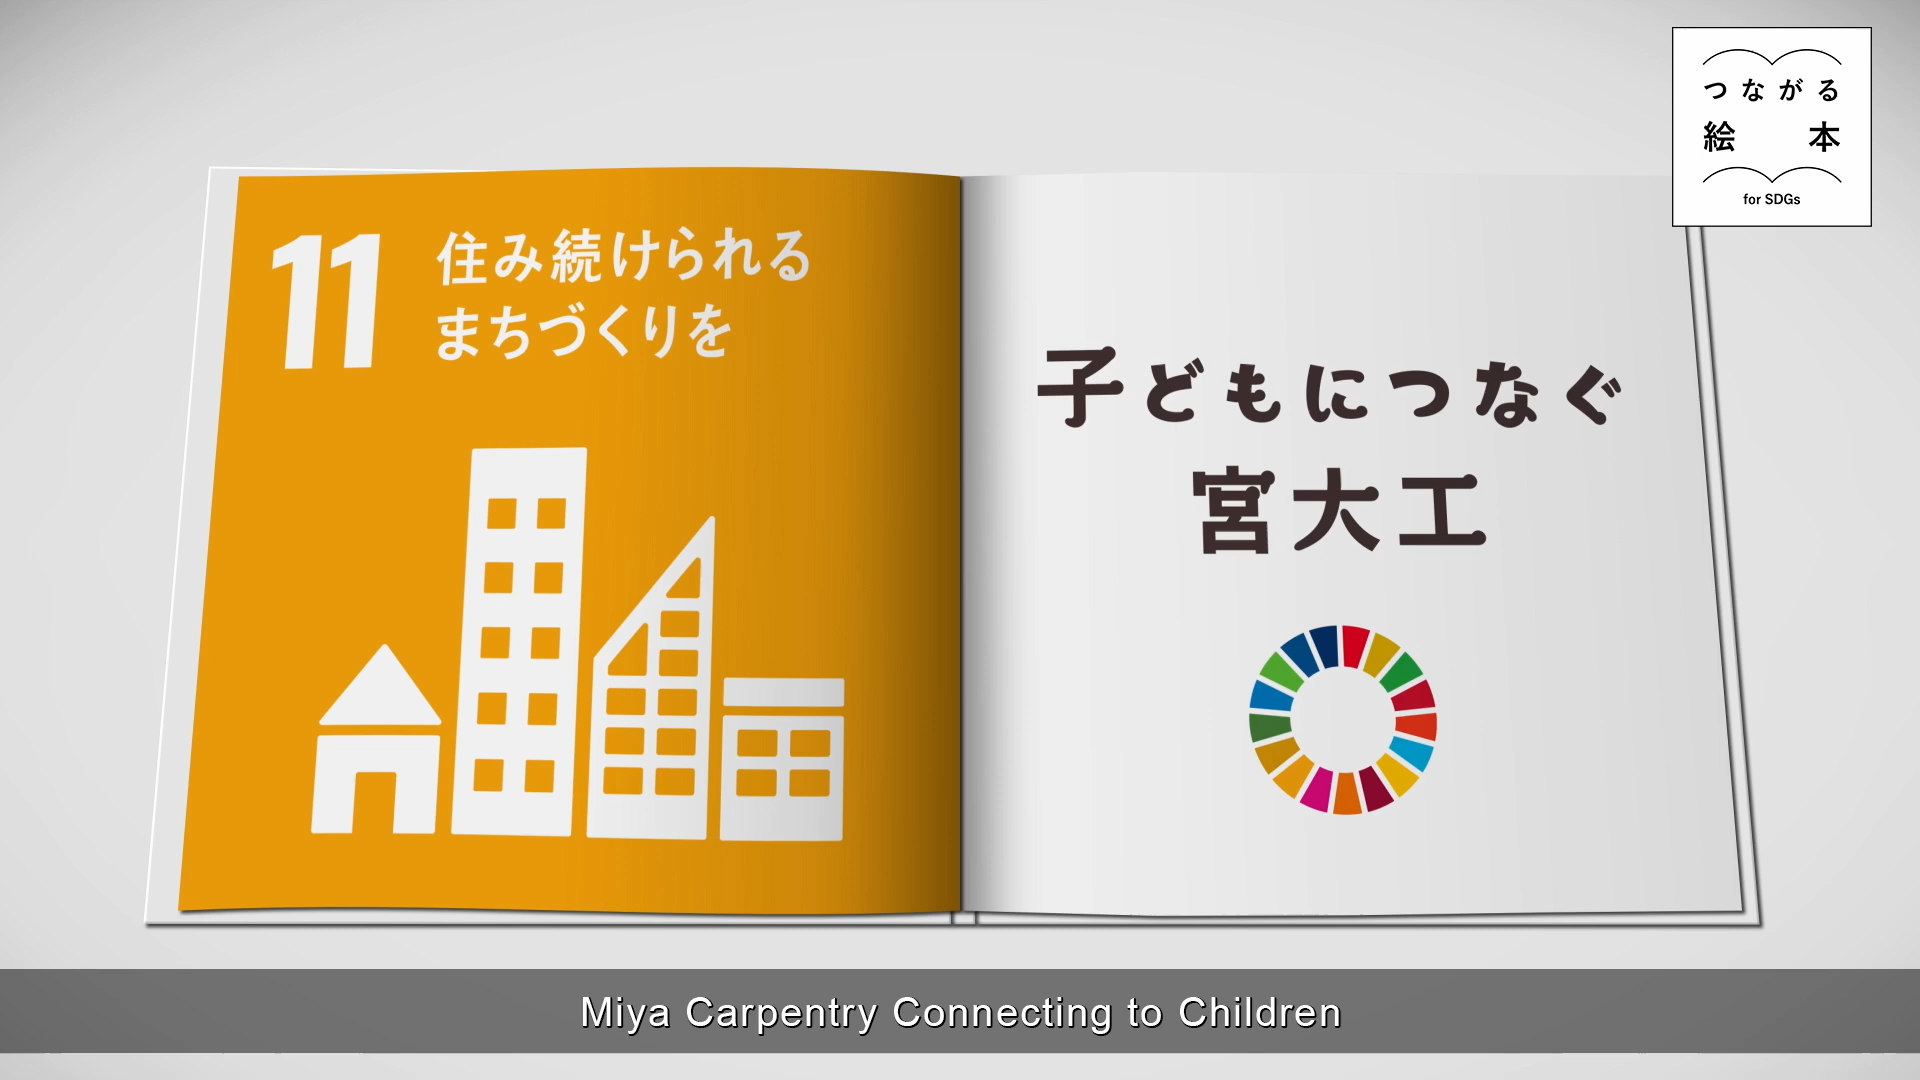 つながる
絵本
for SDGs
11
住み続けられる
まちづくりを
子どもにつなぐ
宮大工
Miya Carpentry Connecting to Children